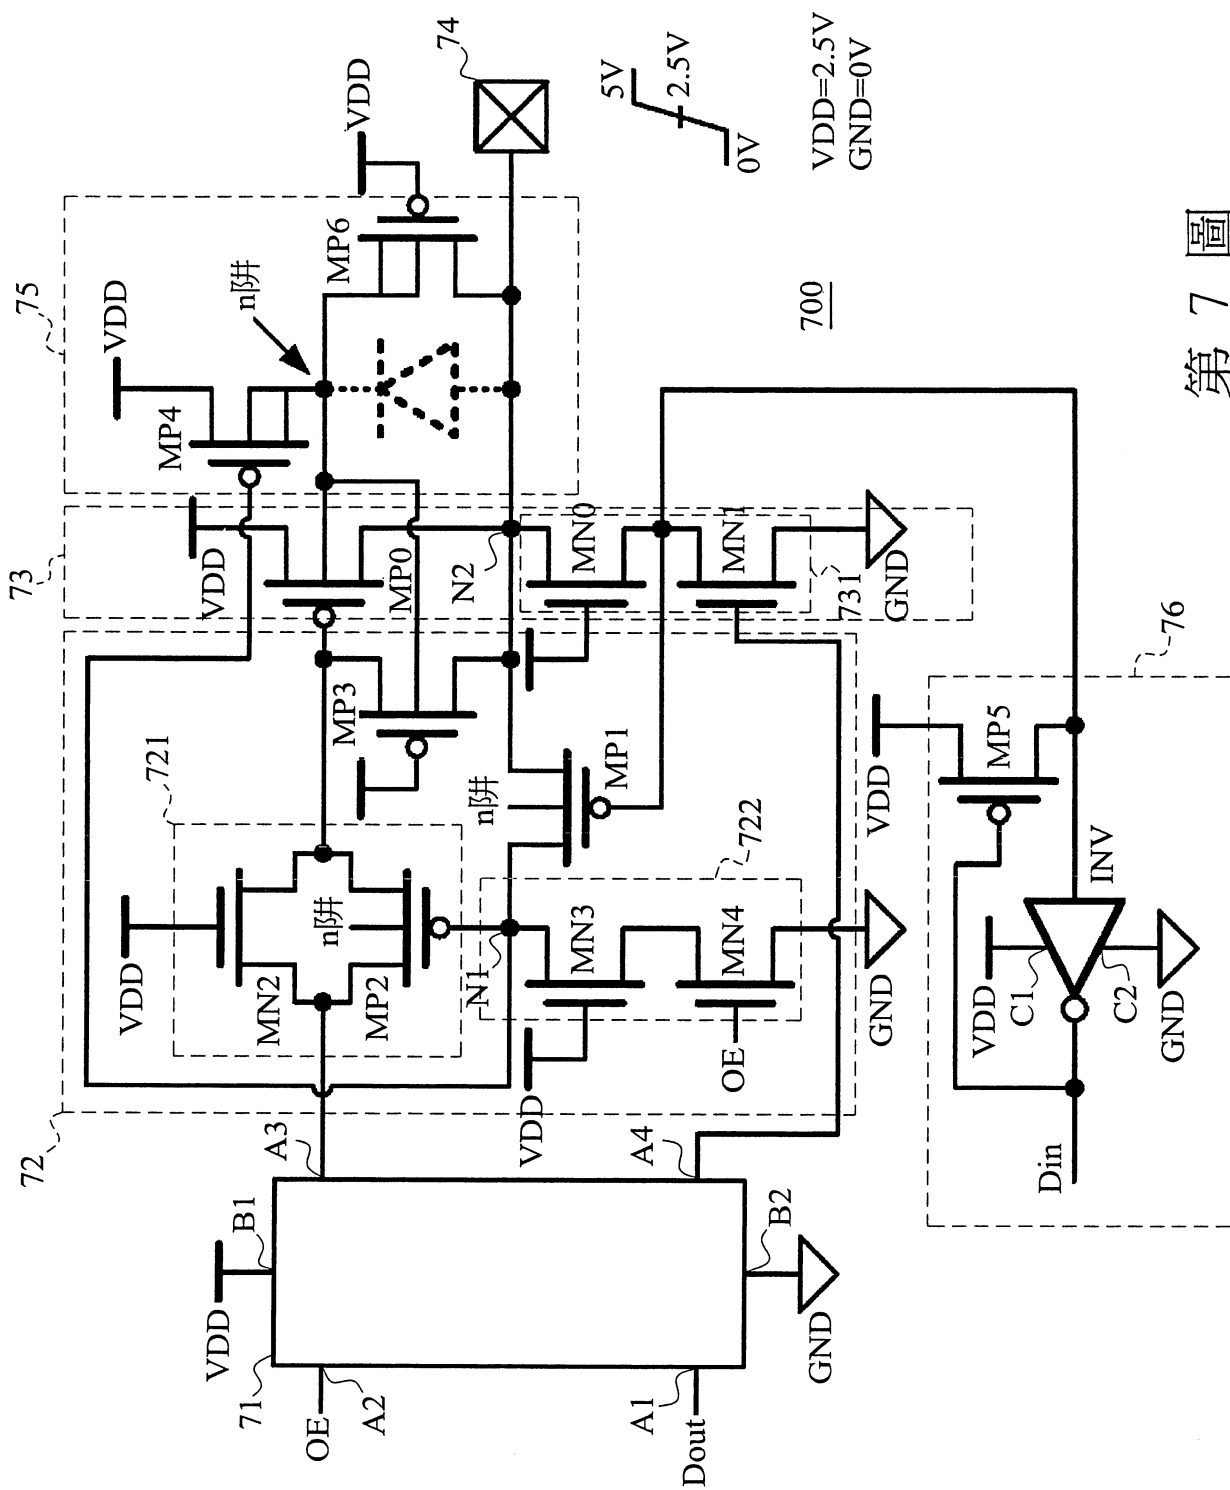 71
VDD
B1
OE
A2
A3
A1
Dout
A4
B2
GND
72
721
VDD
MN2
n阱
MP2
N1
VDD
MN3
OE
MN4
722
GND
MP3
n阱
MP1
73
VDD
MP0
N2
MN0
MN1
731
GND
75
VDD
MP4
n阱
MP6
VDD
74
5V
2.5V
0V
VDD=2.5V
GND=0V
76
VDD
MP5
INV
VDD
C1
C2
GND
Din
700
第 7 圖